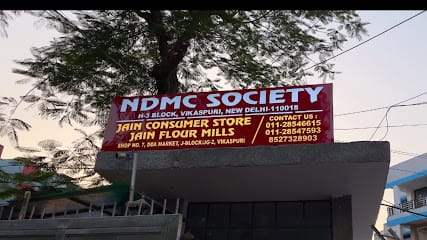 NDMC SOCIETY
H-3 BLOCK, VIKASPURI, NEW DELHI-110018
JAIN CONSUMER STORE
JAIN FLOUR MILLS
SHOP NO. 7, DDA MARKET, J-BLOCK,UG-2, VIKASPURI
CONTACT US :
011-28546615
011-28547593
8527328903